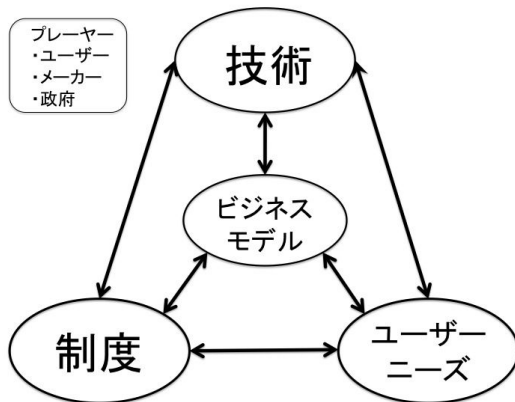 プレーヤー
・ユーザー
・メーカー
・政府
技術
ビジネス
モデル
制度
ユーザー
ニーズ